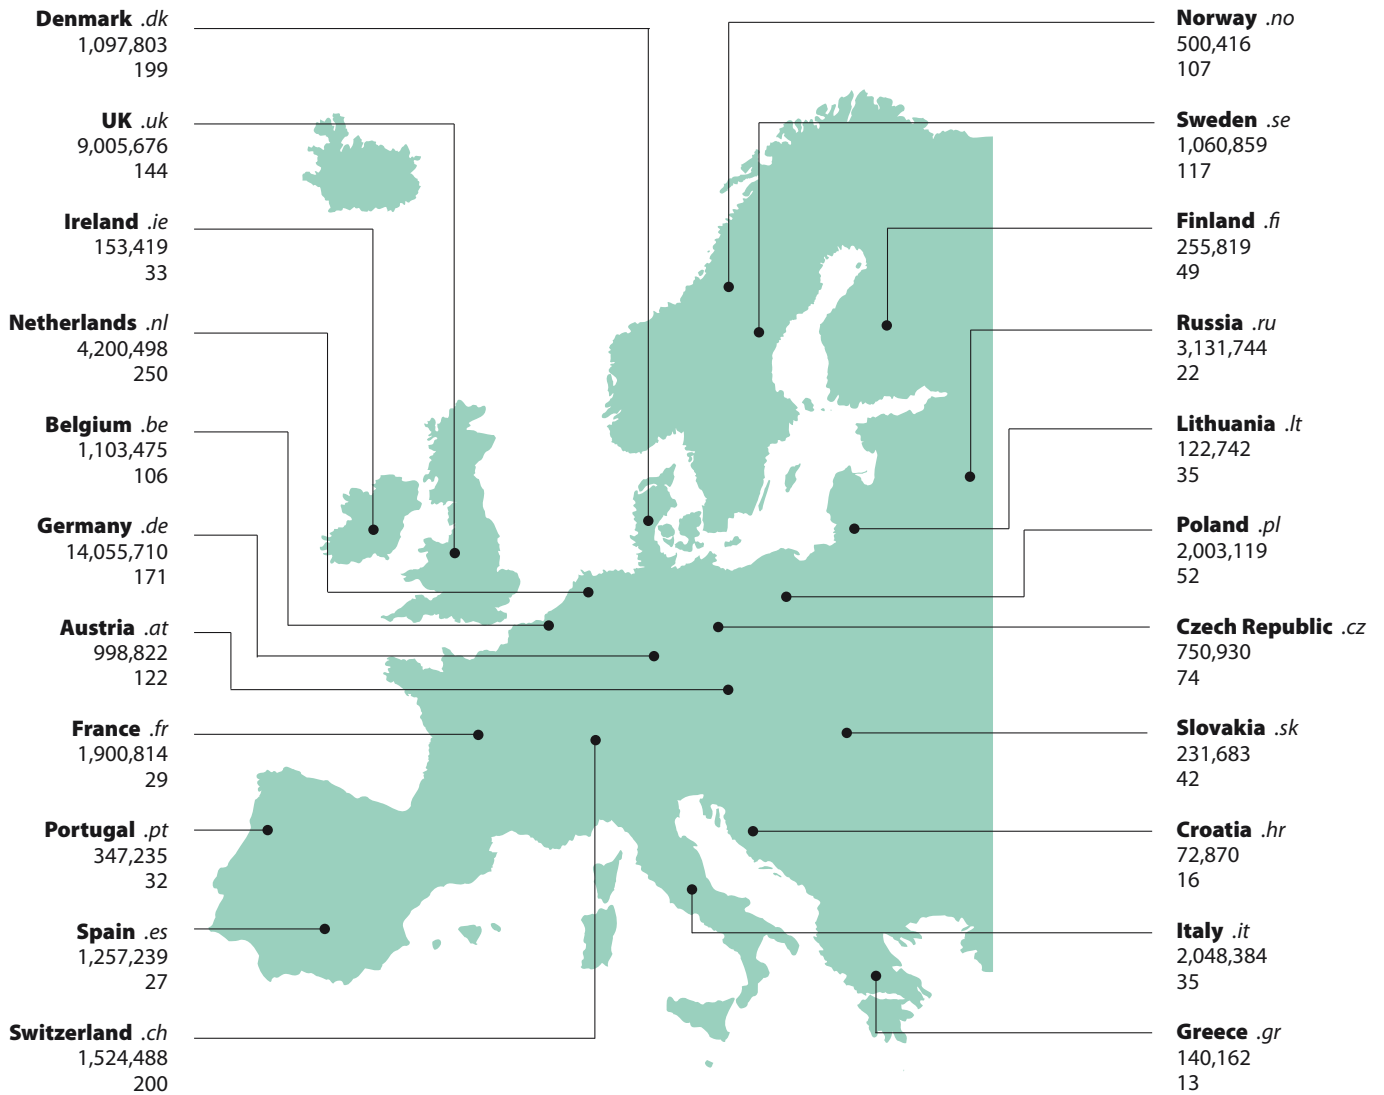 Denmark .dk
1,097,803
199
UK .uk
9,005,676
144
Ireland .ie
153,419
33
Netherlands .nl
4,200,498
250
Belgium .be
1,103,475
106
Germany .de
14,055,710
171
Austria .at
998,822
122
France .fr
1,900,814
29
Portugal .pt
347,235
32
Spain .es
1,257,239
27
Switzerland .ch
1,524,488
200
Norway .no
500,416
107
Sweden .se
1,060,859
117
Finland .fi
255,819
49
Russia .ru
3,131,744
22
Lithuania .lt
122,742
35
Poland .pl
2,003,119
52
Czech Republic .cz
750,930
74
Slovakia .sk
231,683
42
Croatia .hr
72,870
16
Italy .it
2,048,384
35
Greece .gr
140,162
13